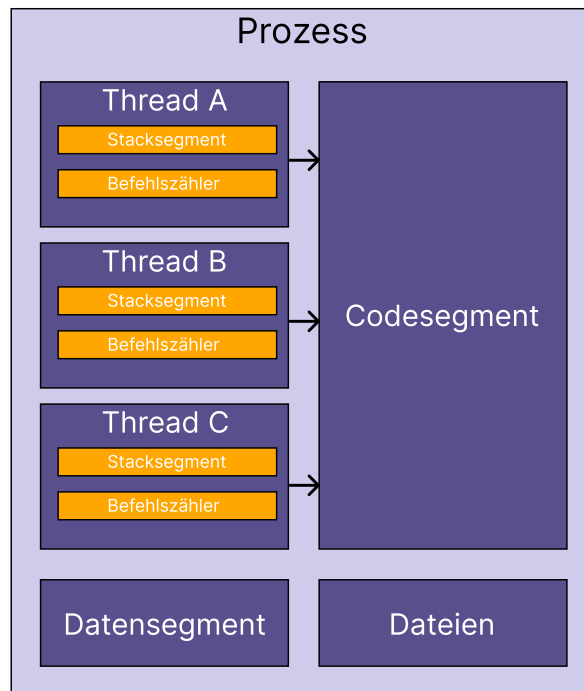 Prozess
Thread A
Stacksegment
Befehlszähler
Thread B
Stacksegment
Befehlszähler
Thread C
Stacksegment
Befehlszähler
Codesegment
Datensegment
Dateien